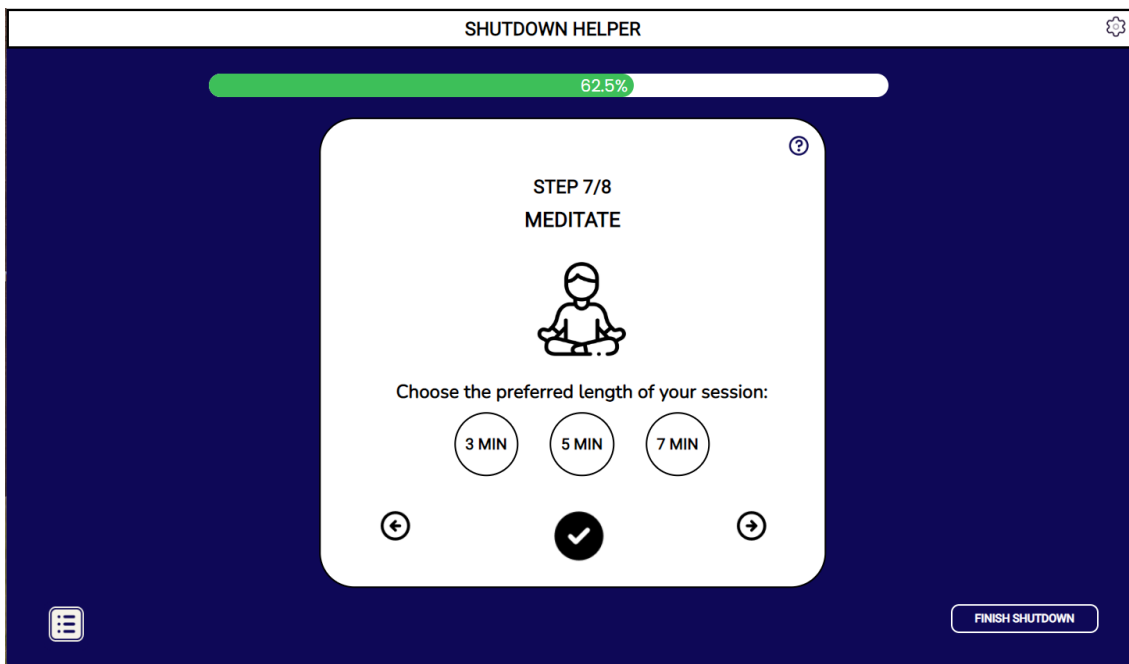 SHUTDOWN HELPER
62.5%
STEP 7/8
MEDITATE
Choose the preferred length of your session:
3 MIN 5 MIN 7 MIN
FINISH SHUTDOWN